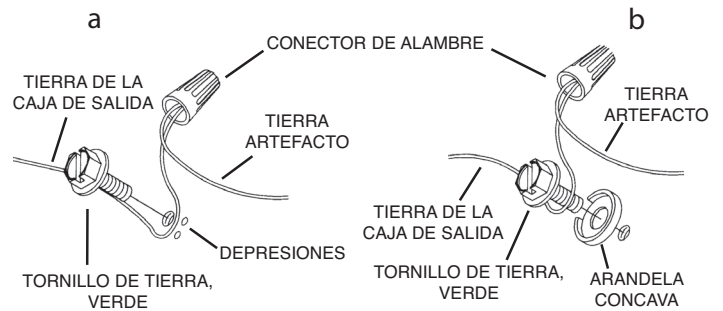 a
b
CONECTOR DE ALAMBRE
TIERRA DE LA
CAJA DE SALIDA
TIERRA
ARTEFACTO
DEPRESIONES
TORNILLO DE TIERRA,
VERDE
TIERRA
ARTEFACTO
TIERRA DE LA
CAJA DE SALIDA
TORNILLO DE TIERRA,
VERDE
ARANDELA
CONCAVA